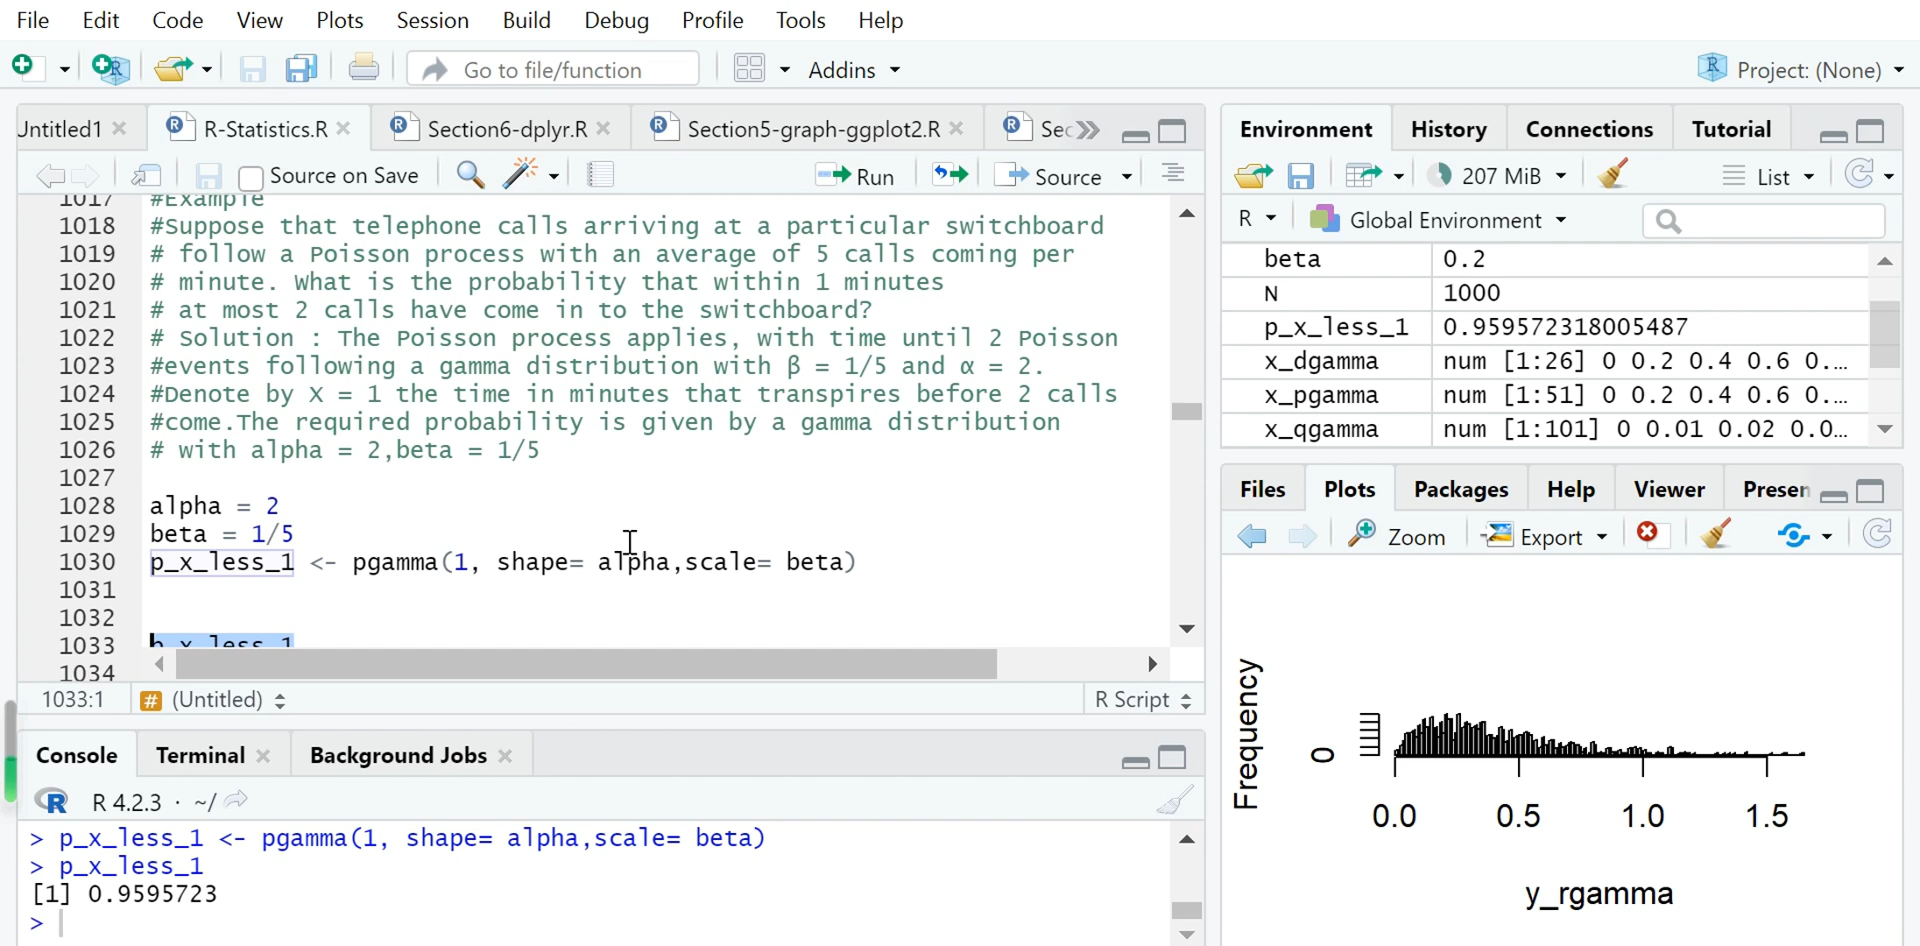 File Edit Code View Plots Session Build Debug Profile Tools Help
Go to file/function Addins Project: (None)
Untitled1 R-Statistics.R Section6-dplyr.R Section5-graph-ggplot2.R Sec
Source on Save Run Source
1017 #Example
1018 #Suppose that telephone calls arriving at a particular switchboard
1019 # follow a Poisson process with an average of 5 calls coming per
1020 # minute. What is the probability that within 1 minutes
1021 # at most 2 calls have come in to the switchboard?
1022 # Solution : The Poisson process applies, with time until 2 Poisson
1023 #events following a gamma distribution with β = 1/5 and α = 2.
1024 #Denote by X = 1 the time in minutes that transpires before 2 calls
1025 #come.The required probability is given by a gamma distribution
1026 # with alpha = 2,beta = 1/5
1027
1028 alpha = 2
1029 beta = 1/5
1030 p_x_less_1 <- pgamma(1, shape= alpha,scale= beta)
1031
1032
1033 p_x_less_1
1034
1033:1 # (Untitled) R Script
Console Terminal Background Jobs
R R 4.2.3 · ~/
> p_x_less_1 <- pgamma(1, shape= alpha,scale= beta)
> p_x_less_1
[1] 0.9595723
>
Environment History Connections Tutorial
207 MiB List
R Global Environment
beta 0.2
N 1000
p_x_less_1 0.959572318005487
x_dgamma num [1:26] 0 0.2 0.4 0.6 0....
x_pgamma num [1:51] 0 0.2 0.4 0.6 0....
x_qgamma num [1:101] 0 0.01 0.02 0.0...
Files Plots Packages Help Viewer Presen
Zoom Export
Frequency
0
0.0 0.5 1.0 1.5
y_rgamma